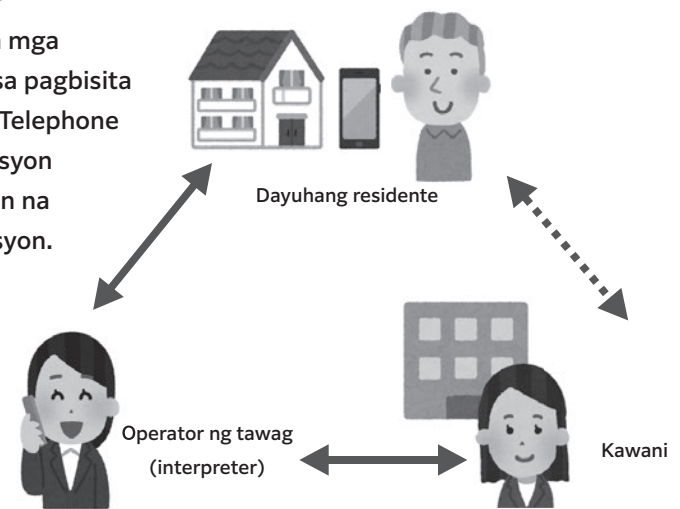 mga
sa pagbisita
Telephone
syon
n na
syon.
Dayuhang residente
Operator ng tawag
(interpreter)
Kawani